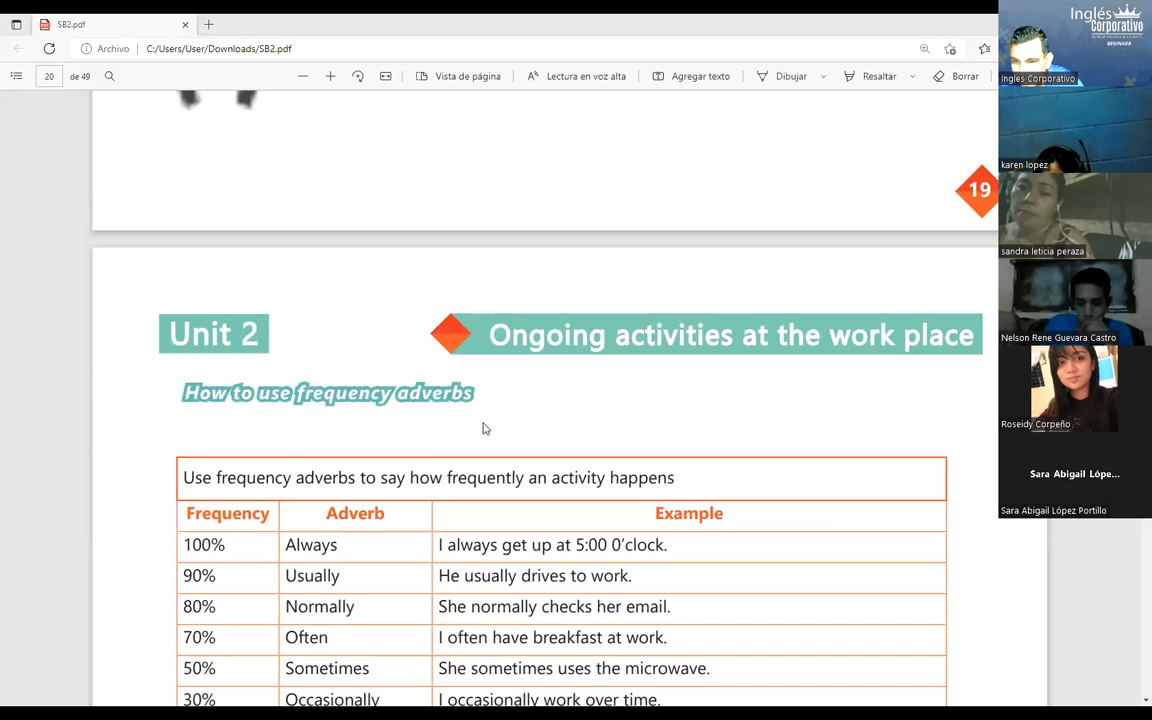 SB2.pdf
Archivo
C:/Users/User/Downloads/SB2.pdf
20
de 49
Vista de página
Lectura en voz alta
Agregar texto
Dibujar
Resaltar
Borrar
19
Unit 2
Ongoing activities at the work place
How to use frequency adverbs
Use frequency adverbs to say how frequently an activity happens
Frequency Adverb Example
100% Always I always get up at 5:00 0'clock.
90% Usually He usually drives to work.
80% Normally She normally checks her email.
70% Often I often have breakfast at work.
50% Sometimes She sometimes uses the microwave.
30% Occasionally I occasionally work over time.
Inglés
Corporativo
BEGINNER
Ingles Corporativo
karen lopez
sandra leticia peraza
Nelson Rene Guevara Castro
Roseidy Corpeño
Sara Abigail Lópe...
Sara Abigail López Portillo